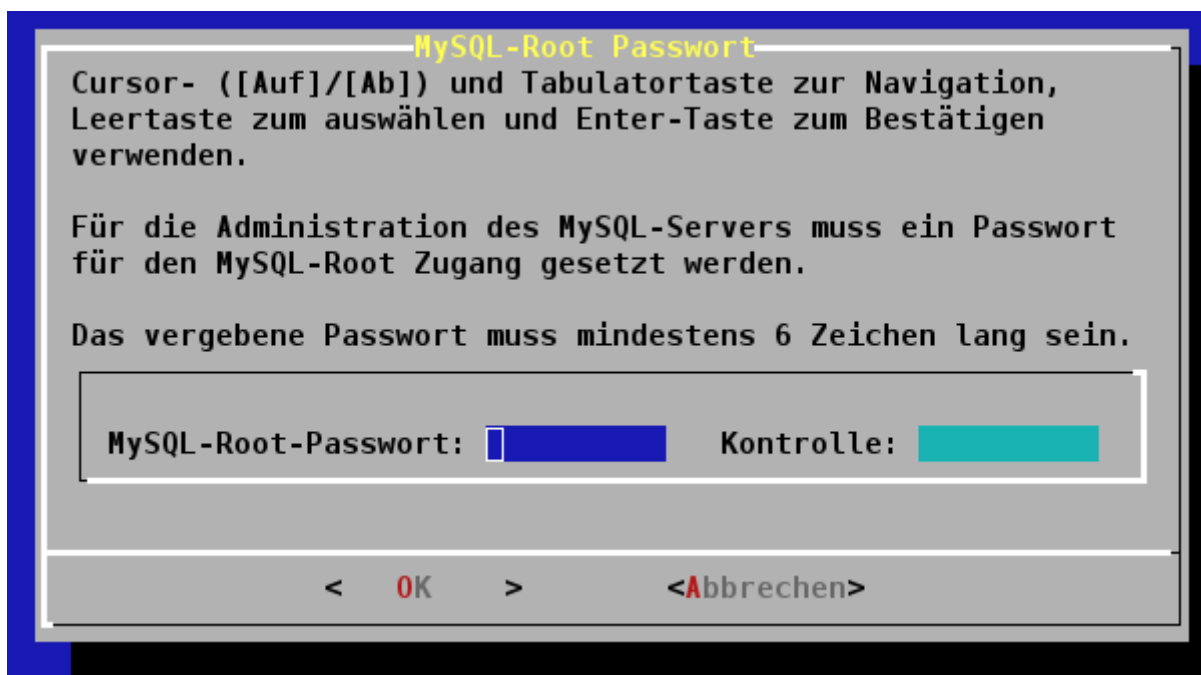 MySQL-Root Passwort
Cursor- ([Auf]/[Ab]) und Tabulatortaste zur Navigation,
Leertaste zum auswählen und Enter-Taste zum Bestätigen
verwenden.
Für die Administration des MySQL-Servers muss ein Passwort
für den MySQL-Root Zugang gesetzt werden.
Das vergebene Passwort muss mindestens 6 Zeichen lang sein.
MySQL-Root-Passwort: Kontrolle:
< OK > <Abbrechen>